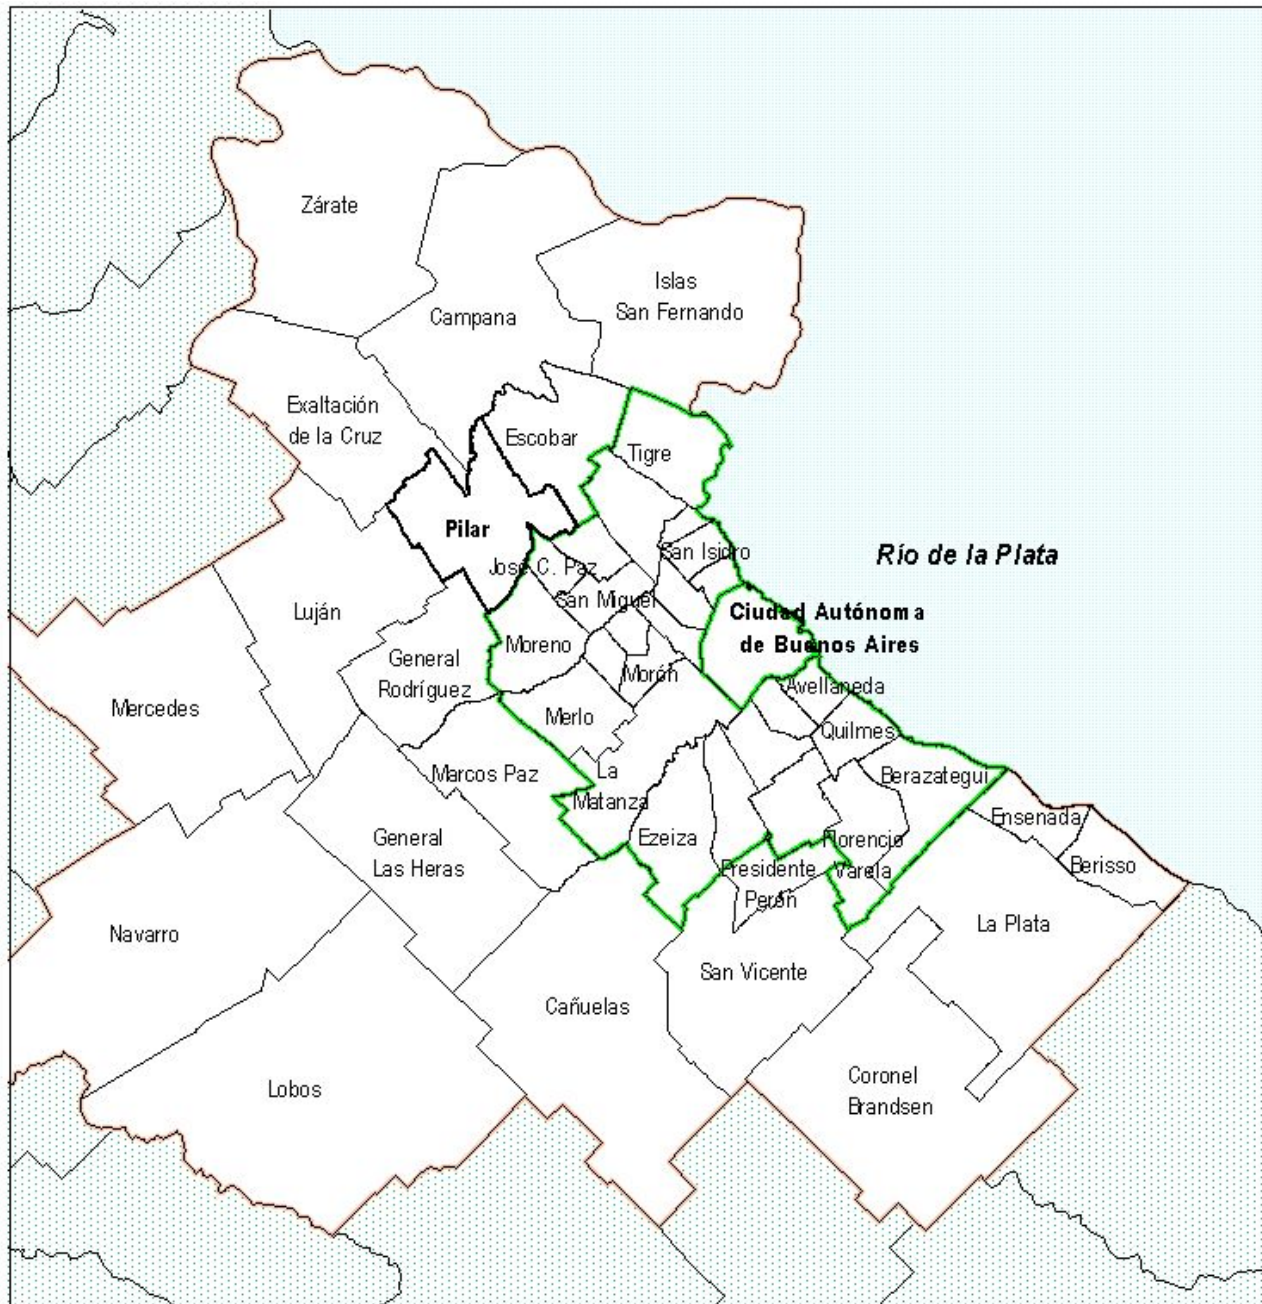 Zárate
Islas
San Fernando
Campana
Exaltación
de la Cruz
Escobar
Tigre
Pilar
San Isidro
Río de la Plata
José C. Paz
San Miguel
Luján
Ciudad Autónoma
de Buenos Aires
Moreno
General
Rodríguez
Morón
Avellaneda
Mercedes
Merlo
Quilmes
Marcos Paz
La
Matanza
Berazategui
Ensenada
General
Las Heras
Ezeiza
Florencio
Varela
Presidente
Perón
Berisso
Navarro
La Plata
San Vicente
Cañuelas
Lobos
Coronel
Brandsen